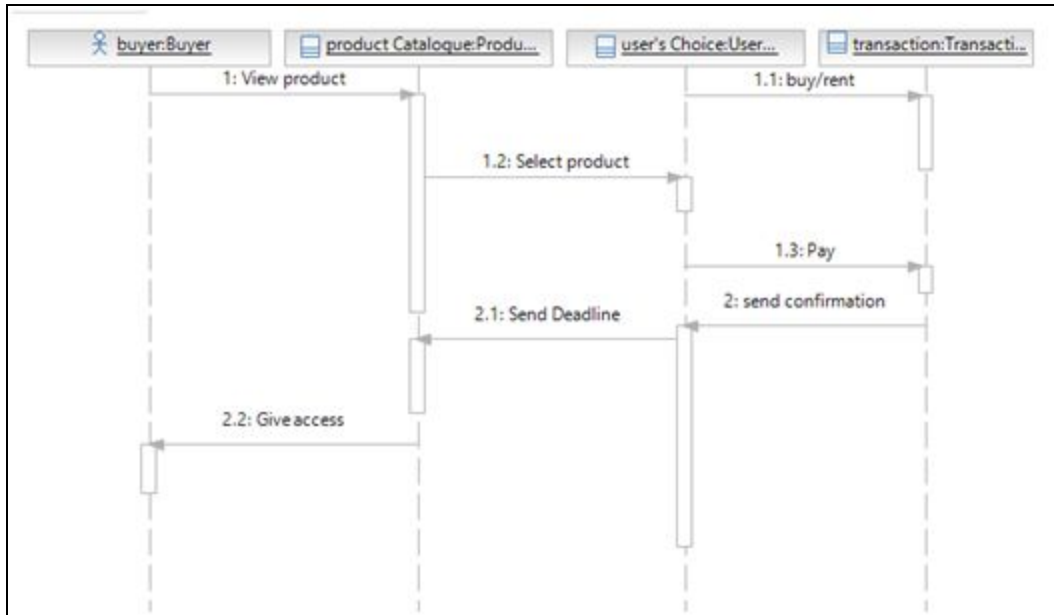 buyer:Buyer
product Catalogue:Produ...
user's Choice:User...
transaction:Transacti...
1: View product
1.1: buy/rent
1.2: Select product
1.3: Pay
2: send confirmation
2.1: Send Deadline
2.2: Give access